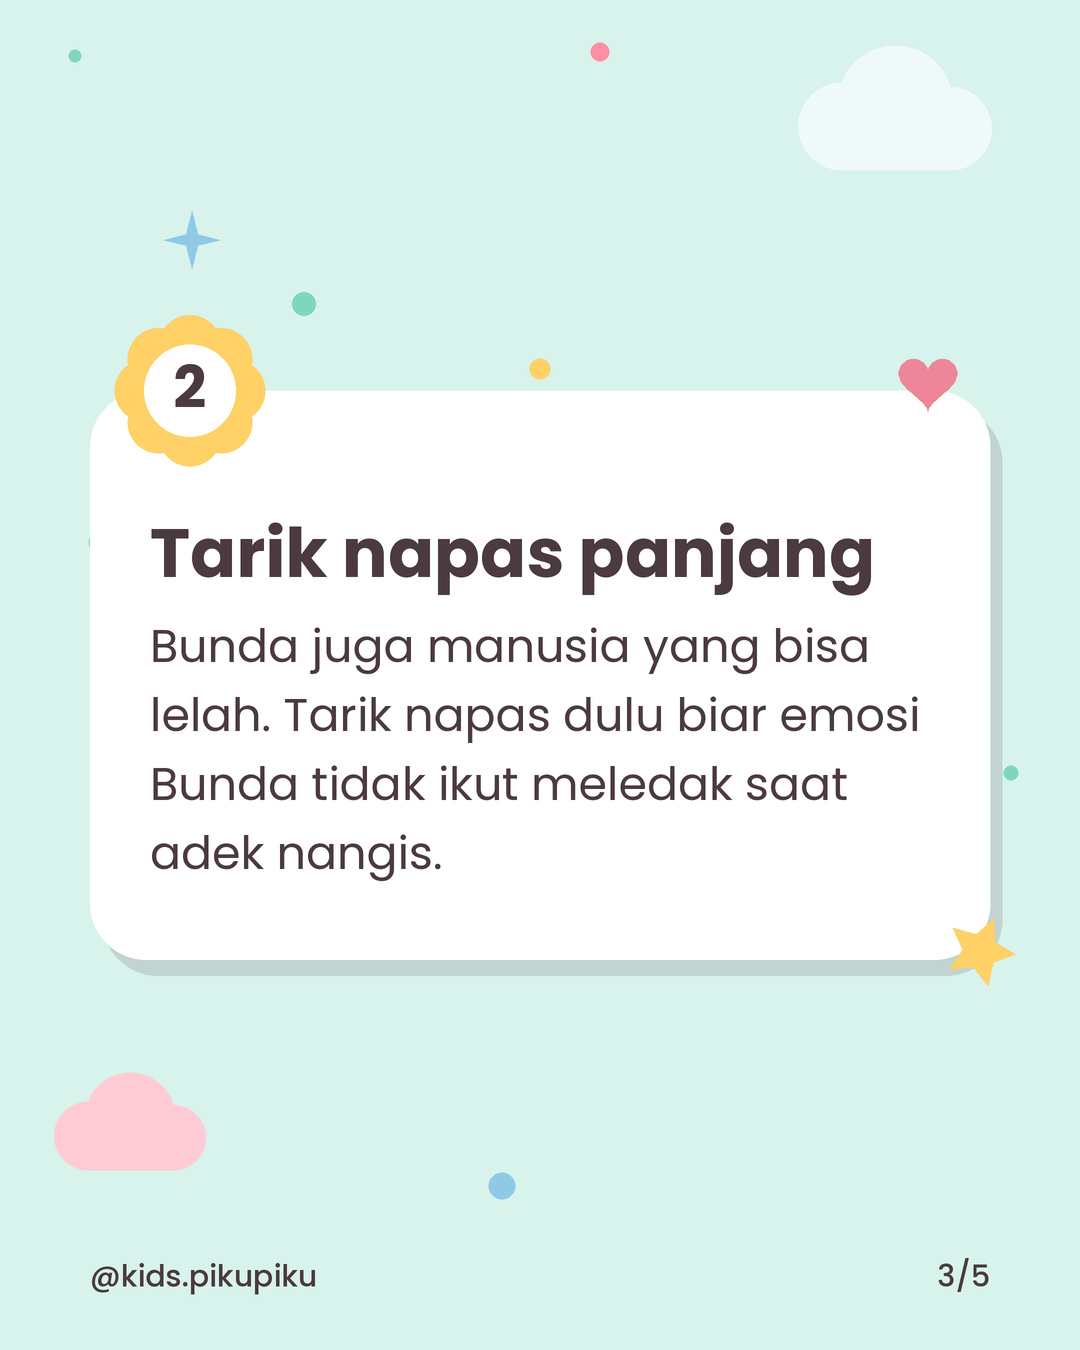 2
Tarik napas panjang
Bunda juga manusia yang bisa
lelah. Tarik napas dulu biar emosi
Bunda tidak ikut meledak saat
adek nangis.
@kids.pikupiku
3/5